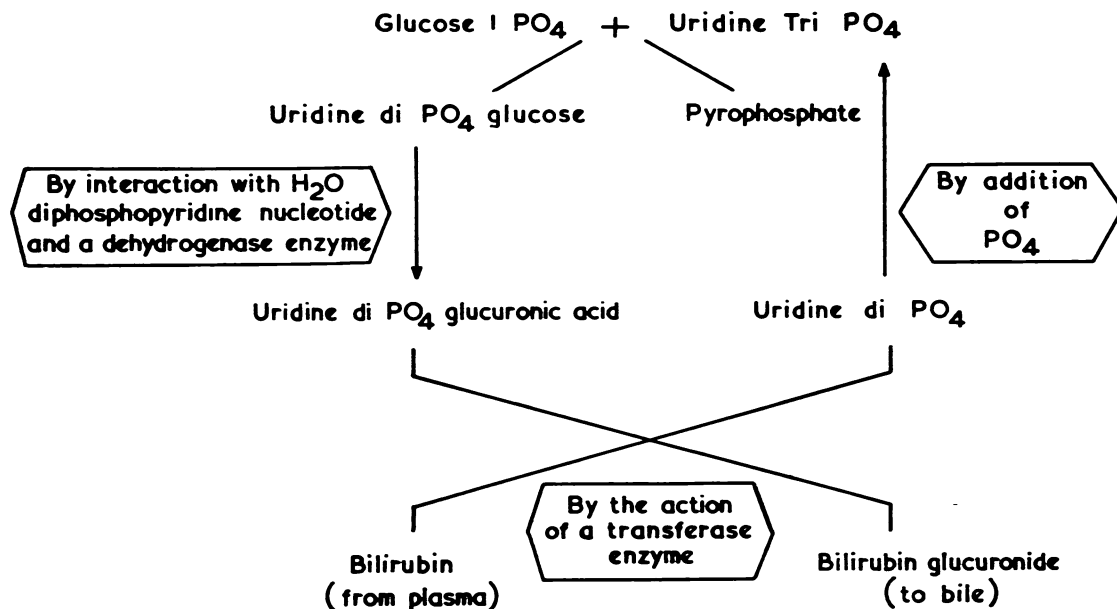 Glucose 1 PO4 + Uridine Tri PO4
Uridine di PO4 glucose
Pyrophosphate
By interaction with H2O
diphosphopyridine nucleotide
and a dehydrogenase enzyme
By addition
of
PO4
Uridine di PO4 glucuronic acid
Uridine di PO4
By the action
of a transferase
enzyme
Bilirubin
(from plasma)
Bilirubin glucuronide
(to bile)